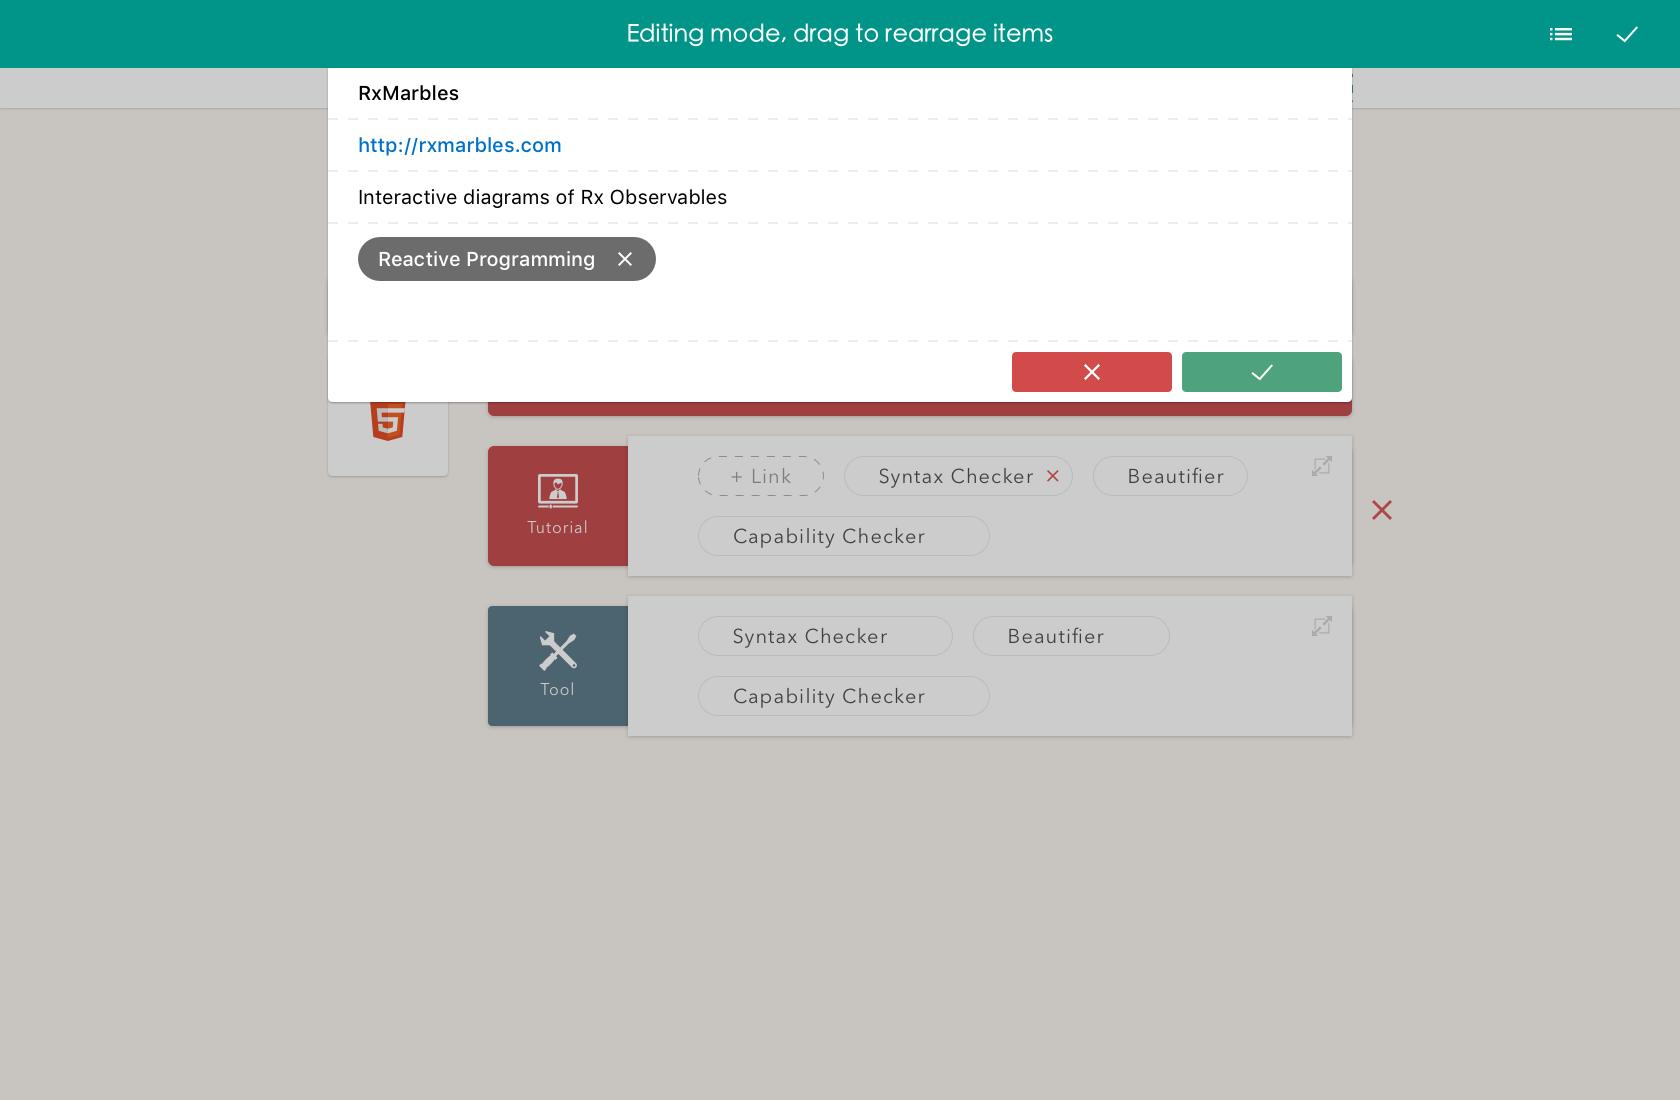 Editing mode, drag to rearrage items
RxMarbles
http://rxmarbles.com
Interactive diagrams of Rx Observables
Reactive Programming
Tutorial
+ Link
Syntax Checker
Beautifier
Capability Checker
Tool
Syntax Checker
Beautifier
Capability Checker